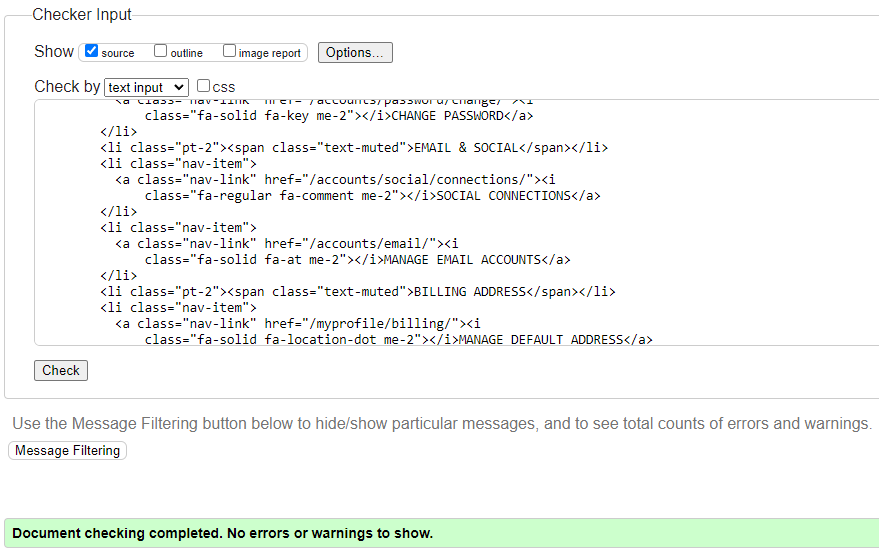 Checker Input
Show source outline image report Options...
Check by text input css
<a class="nav-link" href="/accounts/password/change/"><i
class="fa-solid fa-key me-2"></i>CHANGE PASSWORD</a>
</li>
<li class="pt-2"><span class="text-muted">EMAIL & SOCIAL</span></li>
<li class="nav-item">
<a class="nav-link" href="/accounts/social/connections/"><i
class="fa-regular fa-comment me-2"></i>SOCIAL CONNECTIONS</a>
</li>
<li class="nav-item">
<a class="nav-link" href="/accounts/email/"><i
class="fa-solid fa-at me-2"></i>MANAGE EMAIL ACCOUNTS</a>
</li>
<li class="pt-2"><span class="text-muted">BILLING ADDRESS</span></li>
<li class="nav-item">
<a class="nav-link" href="/myprofile/billing/"><i
class="fa-solid fa-location-dot me-2"></i>MANAGE DEFAULT ADDRESS</a>
Check
Use the Message Filtering button below to hide/show particular messages, and to see total counts of errors and warnings.
Message Filtering
Document checking completed. No errors or warnings to show.